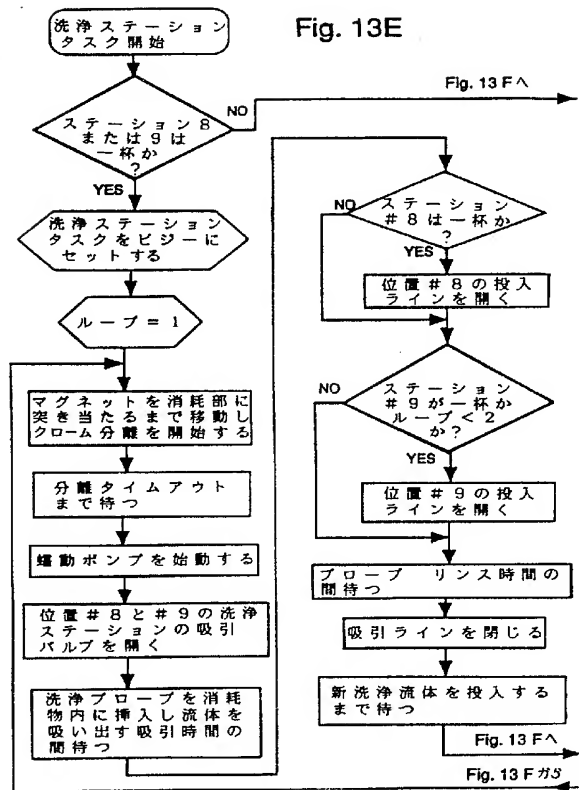 Fig. 13E
洗浄ステーション
タスク開始
ステーション8
または9は
一杯か
?
NO
Fig. 13 Fへ
YES
洗浄ステーション
タスクをビジーに
セットする
ループ=1
マグネットを消耗部に
突き当たるまで移動し
クローム分離を開始する
分離タイムアウト
まで待つ
蠕動ポンプを始動する
位置#8と#9の洗浄
ステーションの吸引
バルブを開く
洗浄プローブを消耗
物内に挿入し流体を
吸い出す吸引時間の
間待つ
ステーション
#8は一杯か
?
NO
YES
位置#8の投入
ラインを開く
ステーション
#9が一杯か
ループ<2
か?
NO
YES
位置#9の投入
ラインを開く
プローブ リンス時間の
間待つ
吸引ラインを閉じる
新洗浄流体を投入する
まで待つ
Fig. 13 Fへ
Fig. 13 Fから